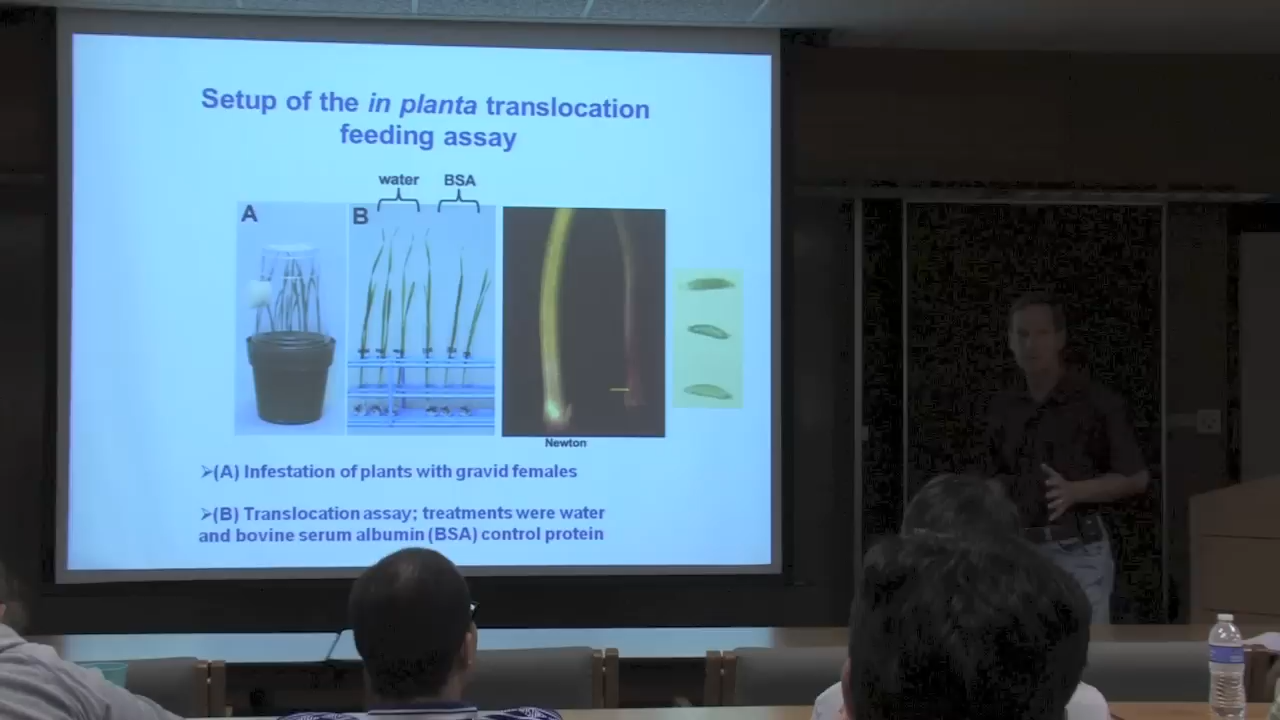 Setup of the in planta translocation
feeding assay
water BSA
A B
Newton
➢(A) Infestation of plants with gravid females
➢(B) Translocation assay; treatments were water
and bovine serum albumin (BSA) control protein